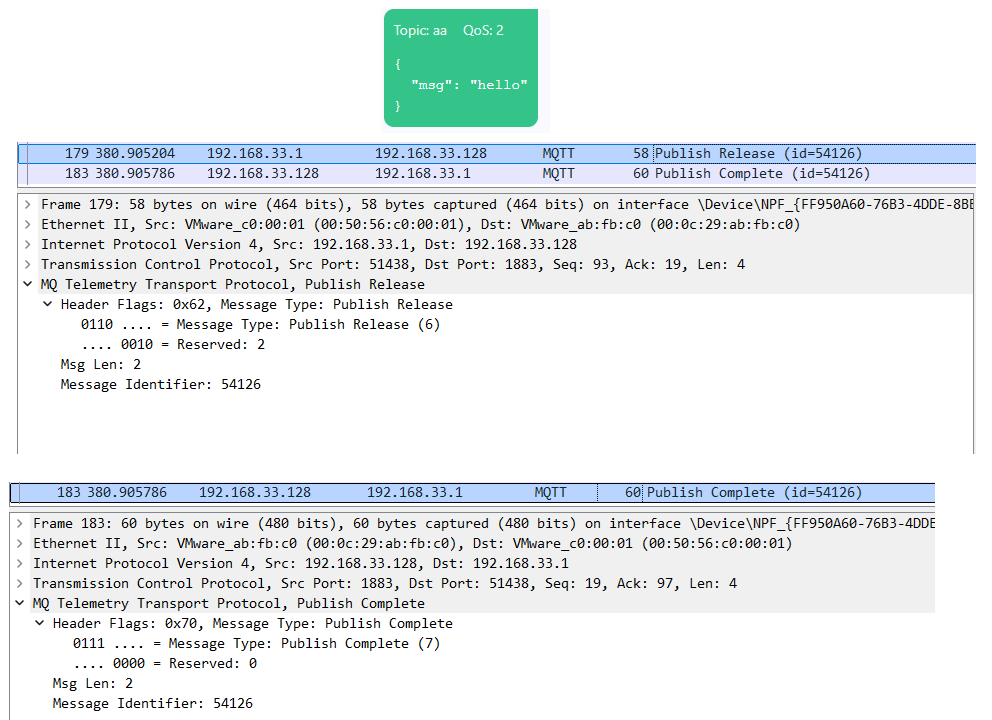 Topic: aa QoS: 2
{
"msg": "hello"
}
179 380.905204 192.168.33.1 192.168.33.128 MQTT 58 Publish Release (id=54126)
183 380.905786 192.168.33.128 192.168.33.1 MQTT 60 Publish Complete (id=54126)
Frame 179: 58 bytes on wire (464 bits), 58 bytes captured (464 bits) on interface \Device\NPF_{FF950A60-76B3-4DDE-8BE
Ethernet II, Src: VMware_c0:00:01 (00:50:56:c0:00:01), Dst: VMware_ab:fb:c0 (00:0c:29:ab:fb:c0)
Internet Protocol Version 4, Src: 192.168.33.1, Dst: 192.168.33.128
Transmission Control Protocol, Src Port: 51438, Dst Port: 1883, Seq: 93, Ack: 19, Len: 4
MQ Telemetry Transport Protocol, Publish Release
Header Flags: 0x62, Message Type: Publish Release
0110 .... = Message Type: Publish Release (6)
.... 0010 = Reserved: 2
Msg Len: 2
Message Identifier: 54126
183 380.905786 192.168.33.128 192.168.33.1 MQTT 60 Publish Complete (id=54126)
Frame 183: 60 bytes on wire (480 bits), 60 bytes captured (480 bits) on interface \Device\NPF_{FF950A60-76B3-4DDE
Ethernet II, Src: VMware_ab:fb:c0 (00:0c:29:ab:fb:c0), Dst: VMware_c0:00:01 (00:50:56:c0:00:01)
Internet Protocol Version 4, Src: 192.168.33.128, Dst: 192.168.33.1
Transmission Control Protocol, Src Port: 1883, Dst Port: 51438, Seq: 19, Ack: 97, Len: 4
MQ Telemetry Transport Protocol, Publish Complete
Header Flags: 0x70, Message Type: Publish Complete
0111 .... = Message Type: Publish Complete (7)
.... 0000 = Reserved: 0
Msg Len: 2
Message Identifier: 54126